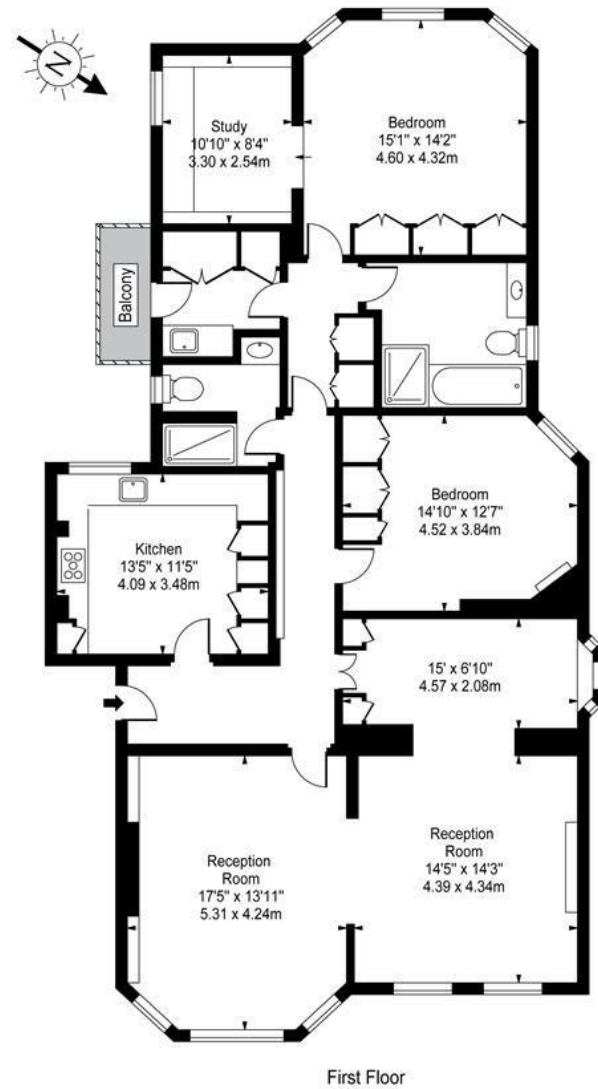 N
Study
10'10" x 8'4"
3.30 x 2.54m
Bedroom
15'1" x 14'2"
4.60 x 4.32m
Balcony
Bedroom
14'10" x 12'7"
4.52 x 3.84m
Kitchen
13'5" x 11'5"
4.09 x 3.48m
15' x 6'10"
4.57 x 2.08m
Reception
Room
17'5" x 13'11"
5.31 x 4.24m
Reception
Room
14'5" x 14'3"
4.39 x 4.34m
First Floor